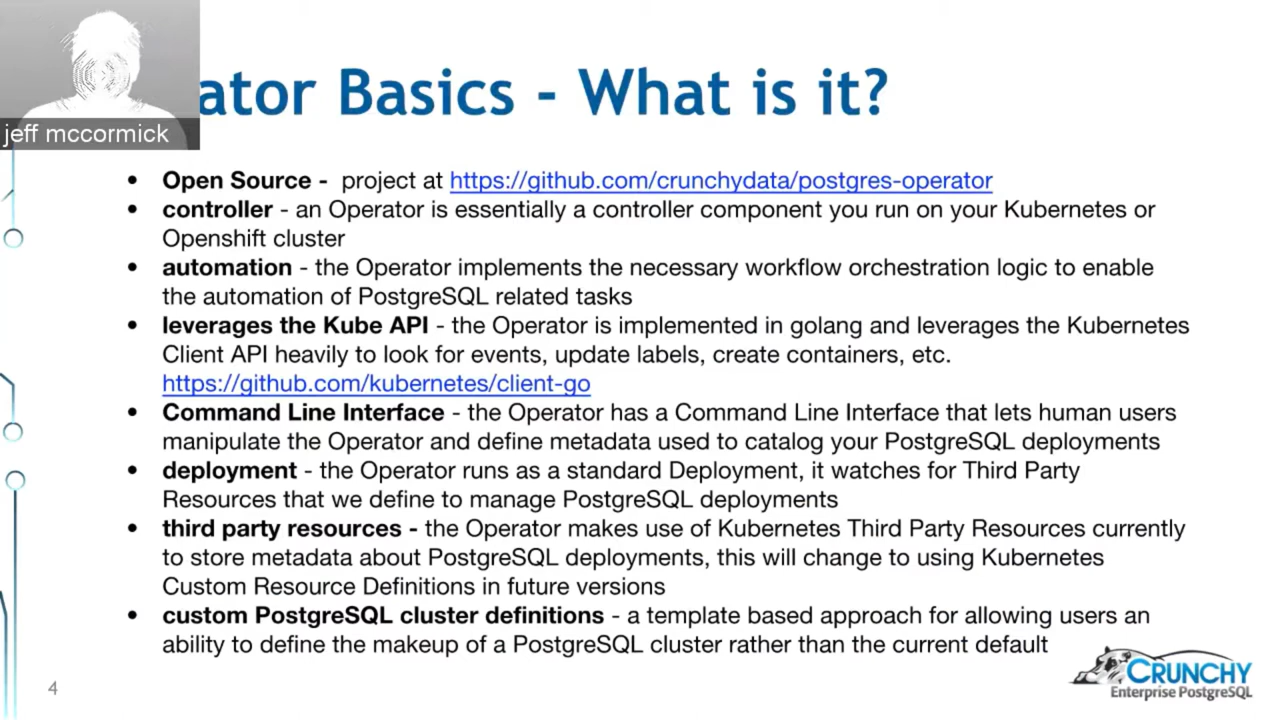 ator Basics - What is it?
jeff mccormick
• Open Source - project at https://github.com/crunchydata/postgres-operator
• controller - an Operator is essentially a controller component you run on your Kubernetes or
Openshift cluster
• automation - the Operator implements the necessary workflow orchestration logic to enable
the automation of PostgreSQL related tasks
• leverages the Kube API - the Operator is implemented in golang and leverages the Kubernetes
Client API heavily to look for events, update labels, create containers, etc.
https://github.com/kubernetes/client-go
• Command Line Interface - the Operator has a Command Line Interface that lets human users
manipulate the Operator and define metadata used to catalog your PostgreSQL deployments
• deployment - the Operator runs as a standard Deployment, it watches for Third Party
Resources that we define to manage PostgreSQL deployments
• third party resources - the Operator makes use of Kubernetes Third Party Resources currently
to store metadata about PostgreSQL deployments, this will change to using Kubernetes
Custom Resource Definitions in future versions
• custom PostgreSQL cluster definitions - a template based approach for allowing users an
ability to define the makeup of a PostgreSQL cluster rather than the current default
CRUNCHY
Enterprise PostgreSQL
4